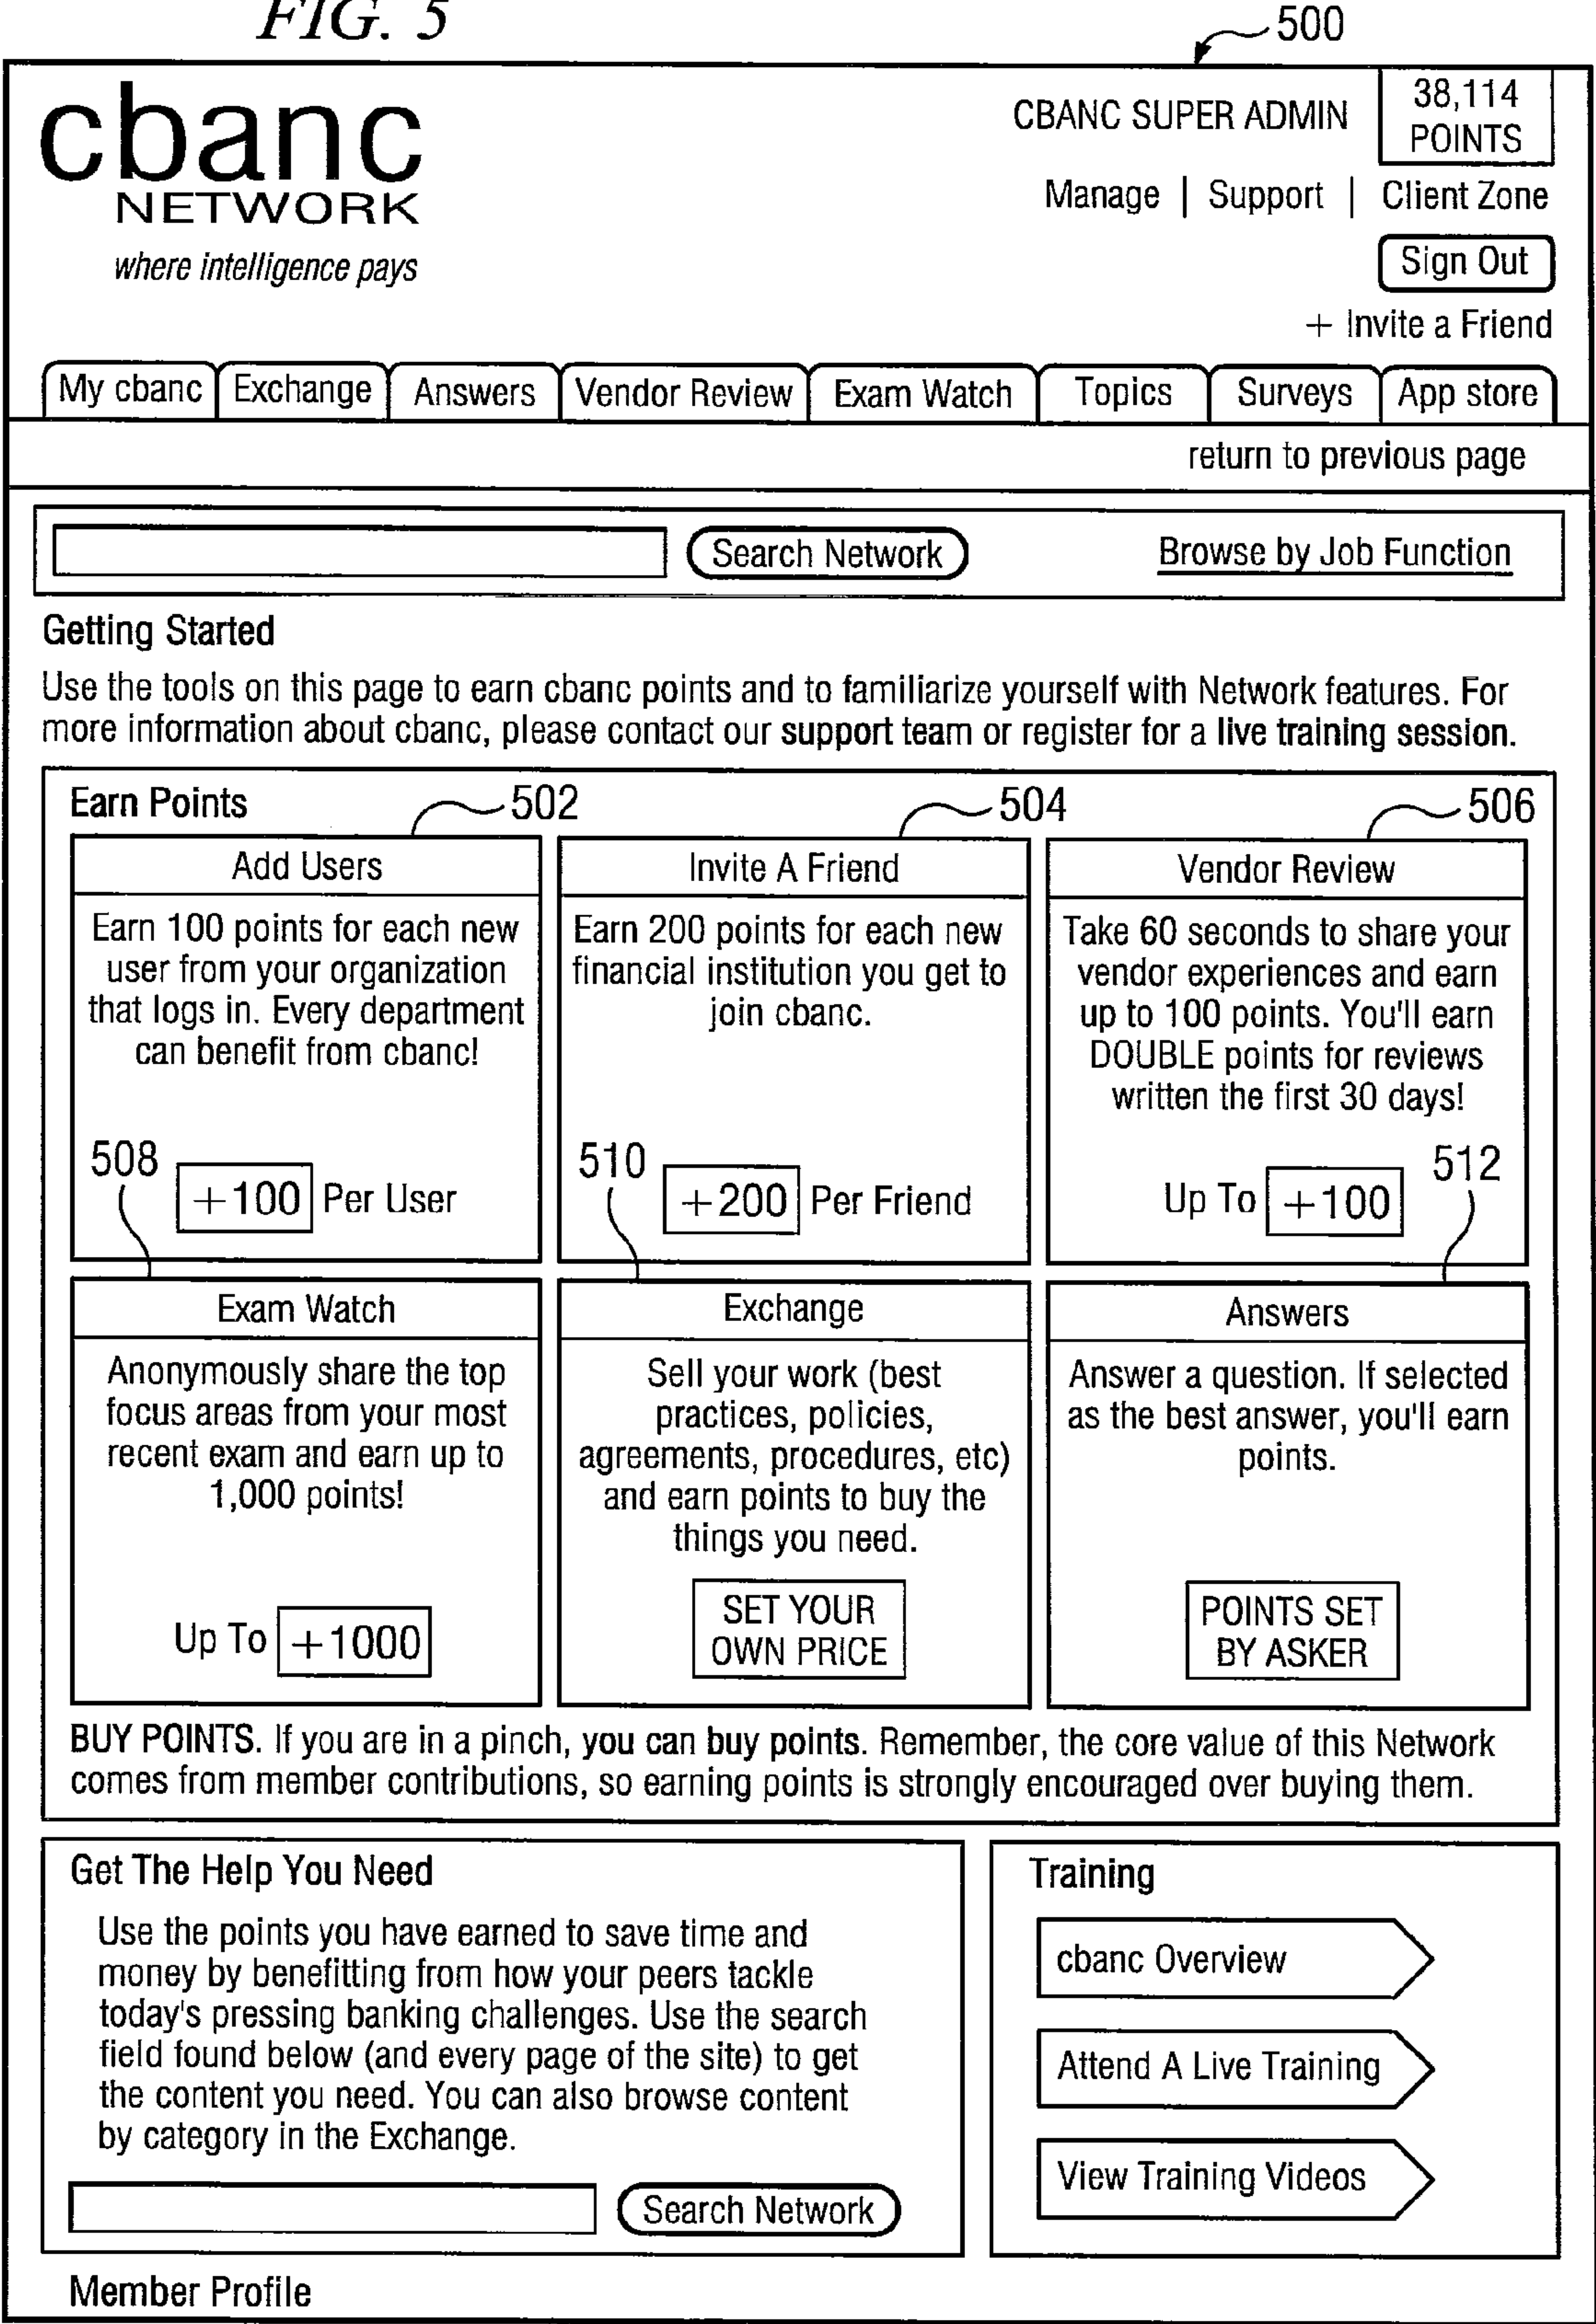 FIG. 5
500
cbanc
NETWORK
where intelligence pays
CBANC SUPER ADMIN
38,114
POINTS
Manage | Support | Client Zone
Sign Out
+ Invite a Friend
My cbanc Exchange Answers Vendor Review Exam Watch Topics Surveys App store
return to previous page
Search Network Browse by Job Function
Getting Started
Use the tools on this page to earn cbanc points and to familiarize yourself with Network features. For
more information about cbanc, please contact our support team or register for a live training session.
Earn Points
502
504
506
Add Users
Earn 100 points for each new
user from your organization
that logs in. Every department
can benefit from cbanc!
508
+100 Per User
Invite A Friend
Earn 200 points for each new
financial institution you get to
join cbanc.
510
+200 Per Friend
Vendor Review
Take 60 seconds to share your
vendor experiences and earn
up to 100 points. You'll earn
DOUBLE points for reviews
written the first 30 days!
512
Up To +100
Exam Watch
Anonymously share the top
focus areas from your most
recent exam and earn up to
1,000 points!
Up To +1000
Exchange
Sell your work (best
practices, policies,
agreements, procedures, etc)
and earn points to buy the
things you need.
SET YOUR
OWN PRICE
Answers
Answer a question. If selected
as the best answer, you'll earn
points.
POINTS SET
BY ASKER
BUY POINTS. If you are in a pinch, you can buy points. Remember, the core value of this Network
comes from member contributions, so earning points is strongly encouraged over buying them.
Get The Help You Need
Use the points you have earned to save time and
money by benefitting from how your peers tackle
today's pressing banking challenges. Use the search
field found below (and every page of the site) to get
the content you need. You can also browse content
by category in the Exchange.
Search Network
Training
cbanc Overview
Attend A Live Training
View Training Videos
Member Profile